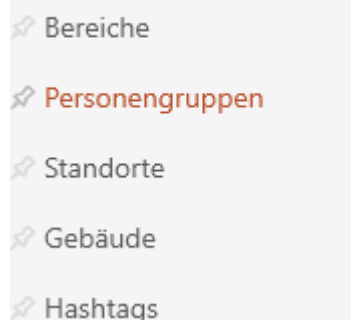 Bereiche
Personengruppen
Standorte
Gebäude
Hashtags